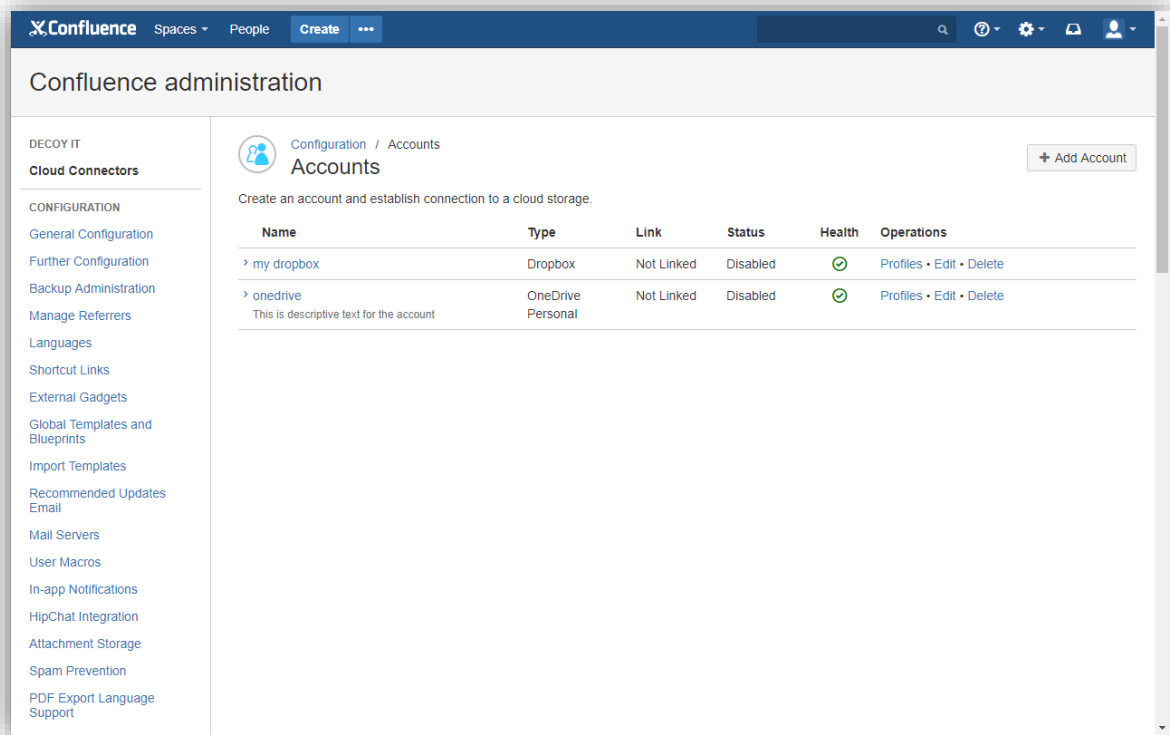 Confluence Spaces People Create •••
Confluence administration
DECOY IT
Cloud Connectors
CONFIGURATION
General Configuration
Further Configuration
Backup Administration
Manage Referrers
Languages
Shortcut Links
External Gadgets
Global Templates and
Blueprints
Import Templates
Recommended Updates
Email
Mail Servers
User Macros
In-app Notifications
HipChat Integration
Attachment Storage
Spam Prevention
PDF Export Language
Support
Configuration / Accounts
Accounts
+ Add Account
Create an account and establish connection to a cloud storage.
Name Type Link Status Health Operations
my dropbox Dropbox Not Linked Disabled Profiles • Edit • Delete
onedrive OneDrive Not Linked Disabled Profiles • Edit • Delete
This is descriptive text for the account Personal